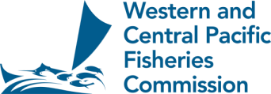 Western and
Central Pacific
Fisheries
Commission